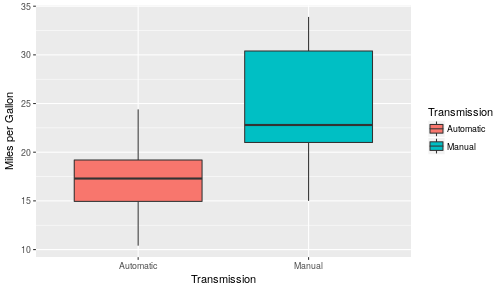 35
30
25
20
15
10
Miles per Gallon
Automatic Manual
Transmission
Transmission
Automatic
Manual